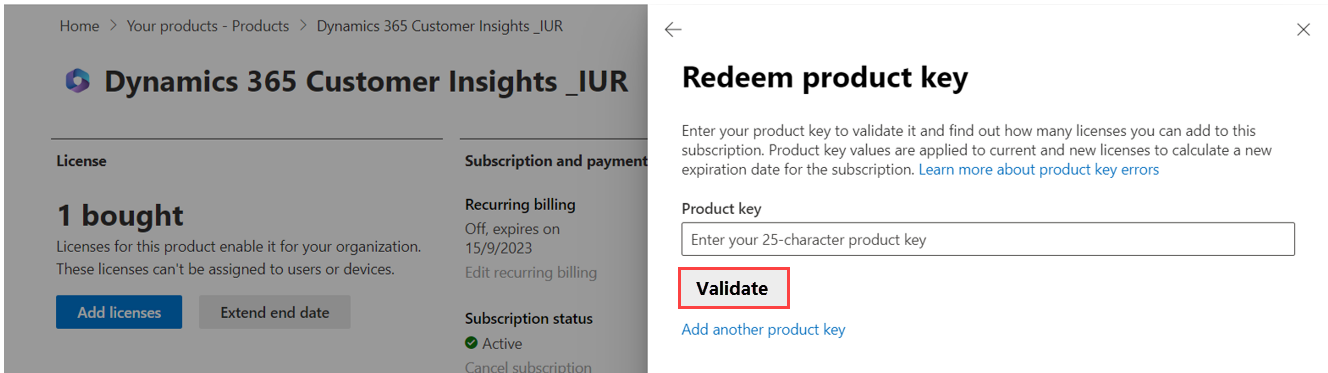 Home > Your products - Products > Dynamics 365 Customer Insights _IUR
Dynamics 365 Customer Insights _IUR
License
1 bought
Licenses for this product enable it for your organization.
These licenses can't be assigned to users or devices.
Add licenses
Extend end date
Subscription and payment
Recurring billing
Off, expires on
15/9/2023
Edit recurring billing
Subscription status
Active
Cancel subscription
Redeem product key
Enter your product key to validate it and find out how many licenses you can add to this
subscription. Product key values are applied to current and new licenses to calculate a new
expiration date for the subscription. Learn more about product key errors
Product key
Enter your 25-character product key
Validate
Add another product key